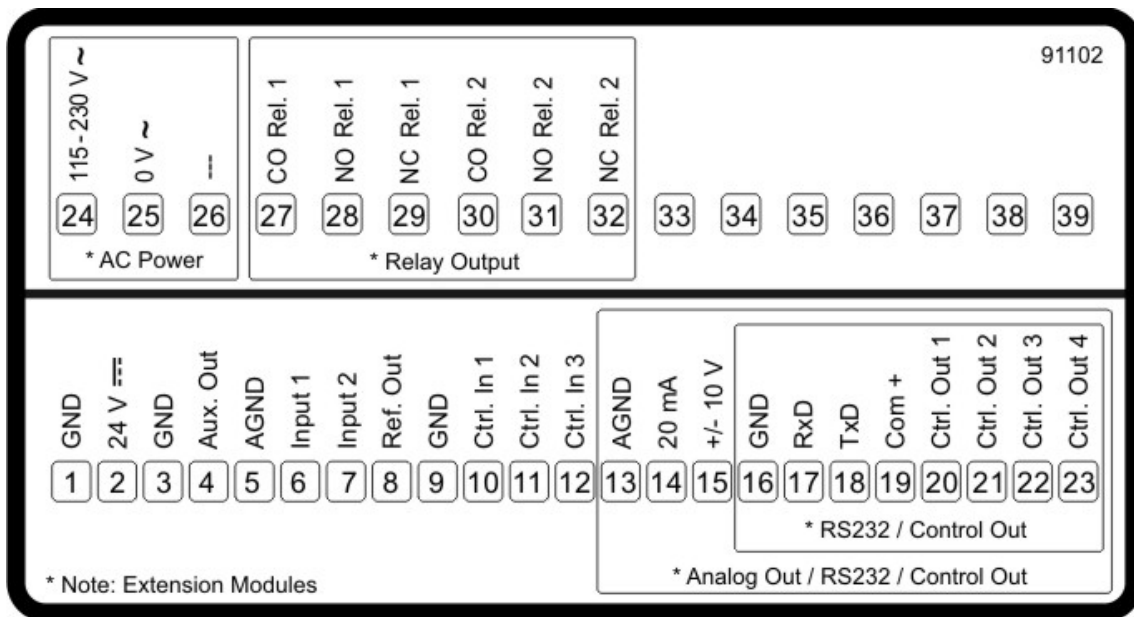 91102
115 - 230 V ~
0 V ~
---
CO Rel. 1
NO Rel. 1
NC Rel. 1
CO Rel. 2
NO Rel. 2
NC Rel. 2
24 25 26 27 28 29 30 31 32 33 34 35 36 37 38 39
* AC Power
* Relay Output
GND
24 V ⎓
GND
Aux. Out
AGND
Input 1
Input 2
Ref. Out
GND
Ctrl. In 1
Ctrl. In 2
Ctrl. In 3
AGND
20 mA
+/- 10 V
GND
RxD
TxD
Com +
Ctrl. Out 1
Ctrl. Out 2
Ctrl. Out 3
Ctrl. Out 4
1 2 3 4 5 6 7 8 9 10 11 12 13 14 15 16 17 18 19 20 21 22 23
* RS232 / Control Out
* Analog Out / RS232 / Control Out
* Note: Extension Modules